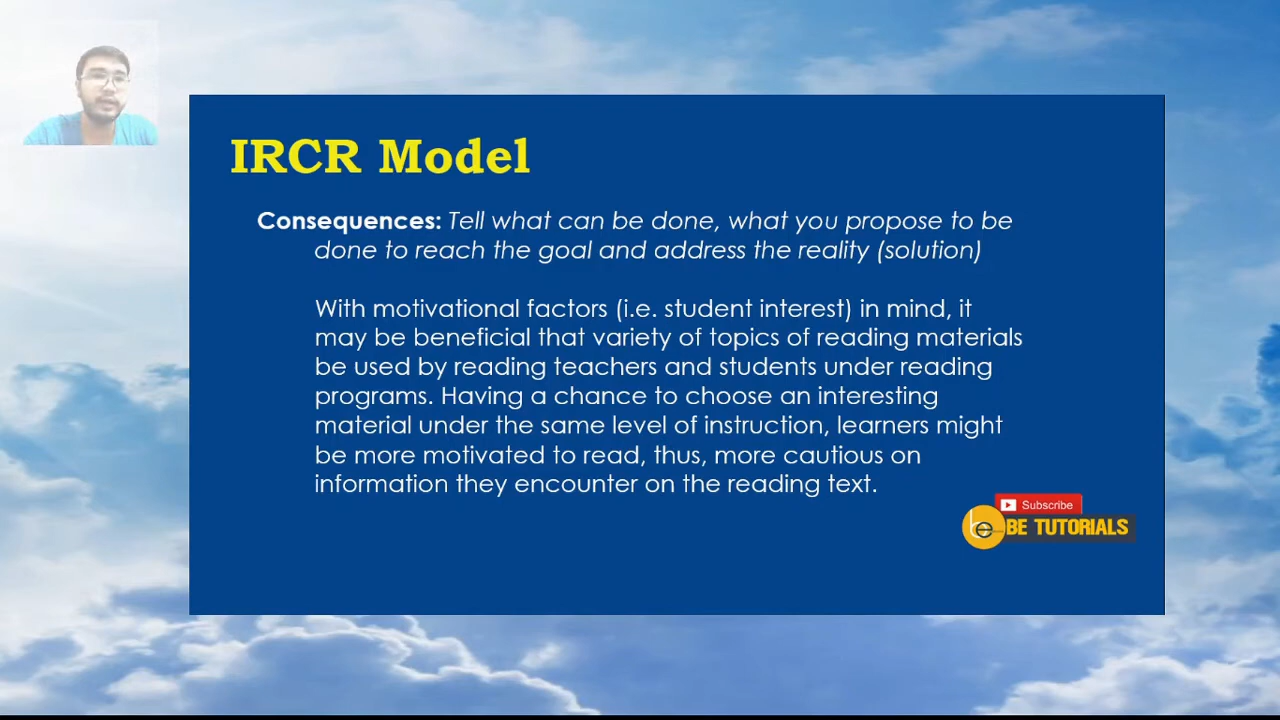 IRCR Model
Consequences: Tell what can be done, what you propose to be
done to reach the goal and address the reality (solution)
With motivational factors (i.e. student interest) in mind, it
may be beneficial that variety of topics of reading materials
be used by reading teachers and students under reading
programs. Having a chance to choose an interesting
material under the same level of instruction, learners might
be more motivated to read, thus, more cautious on
information they encounter on the reading text.
Subscribe
be BE TUTORIALS